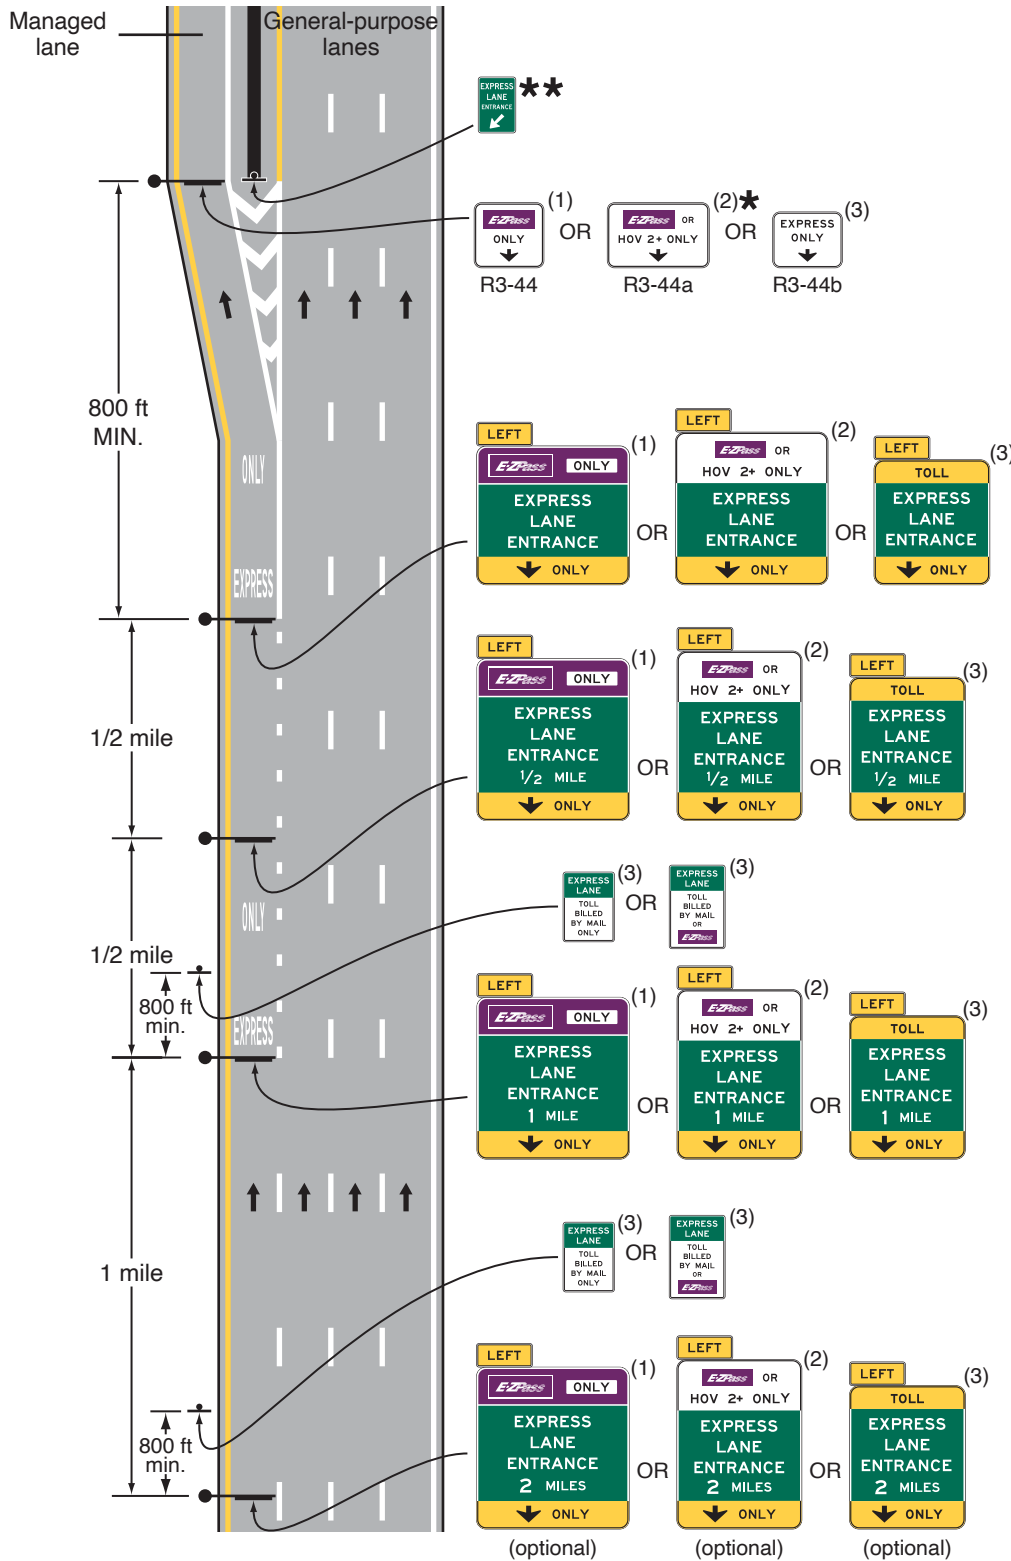 Managed
lane
General-purpose
lanes
EXPRESS
LANE
ENTRANCE
**
E-ZPass
ONLY
(1)
OR
E-ZPass OR
HOV 2+ ONLY
(2)*
OR
EXPRESS
ONLY
(3)
R3-44
R3-44a
R3-44b
800 ft
MIN.
ONLY
EXPRESS
LEFT
E-ZPass ONLY
EXPRESS
LANE
ENTRANCE
ONLY
(1)
OR
LEFT
E-ZPass OR
HOV 2+ ONLY
EXPRESS
LANE
ENTRANCE
ONLY
(2)
OR
LEFT
TOLL
EXPRESS
LANE
ENTRANCE
ONLY
(3)
1/2 mile
LEFT
E-ZPass ONLY
EXPRESS
LANE
ENTRANCE
1/2 MILE
ONLY
(1)
OR
LEFT
E-ZPass OR
HOV 2+ ONLY
EXPRESS
LANE
ENTRANCE
1/2 MILE
ONLY
(2)
OR
LEFT
TOLL
EXPRESS
LANE
ENTRANCE
1/2 MILE
ONLY
(3)
1/2 mile
ONLY
EXPRESS
800 ft
min.
EXPRESS
LANE
TOLL
BILLED
BY MAIL
ONLY
(3)
OR
EXPRESS
LANE
TOLL
BILLED
BY MAIL
OR
E-ZPass
(3)
LEFT
E-ZPass ONLY
EXPRESS
LANE
ENTRANCE
1 MILE
ONLY
(1)
OR
LEFT
E-ZPass OR
HOV 2+ ONLY
EXPRESS
LANE
ENTRANCE
1 MILE
ONLY
(2)
OR
LEFT
TOLL
EXPRESS
LANE
ENTRANCE
1 MILE
ONLY
(3)
1 mile
EXPRESS
LANE
TOLL
BILLED
BY MAIL
ONLY
(3)
OR
EXPRESS
LANE
TOLL
BILLED
BY MAIL
OR
E-ZPass
(3)
800 ft
min.
LEFT
E-ZPass ONLY
EXPRESS
LANE
ENTRANCE
2 MILES
ONLY
(1)
(optional)
OR
LEFT
E-ZPass OR
HOV 2+ ONLY
EXPRESS
LANE
ENTRANCE
2 MILES
ONLY
(2)
(optional)
OR
LEFT
TOLL
EXPRESS
LANE
ENTRANCE
2 MILES
ONLY
(3)
(optional)